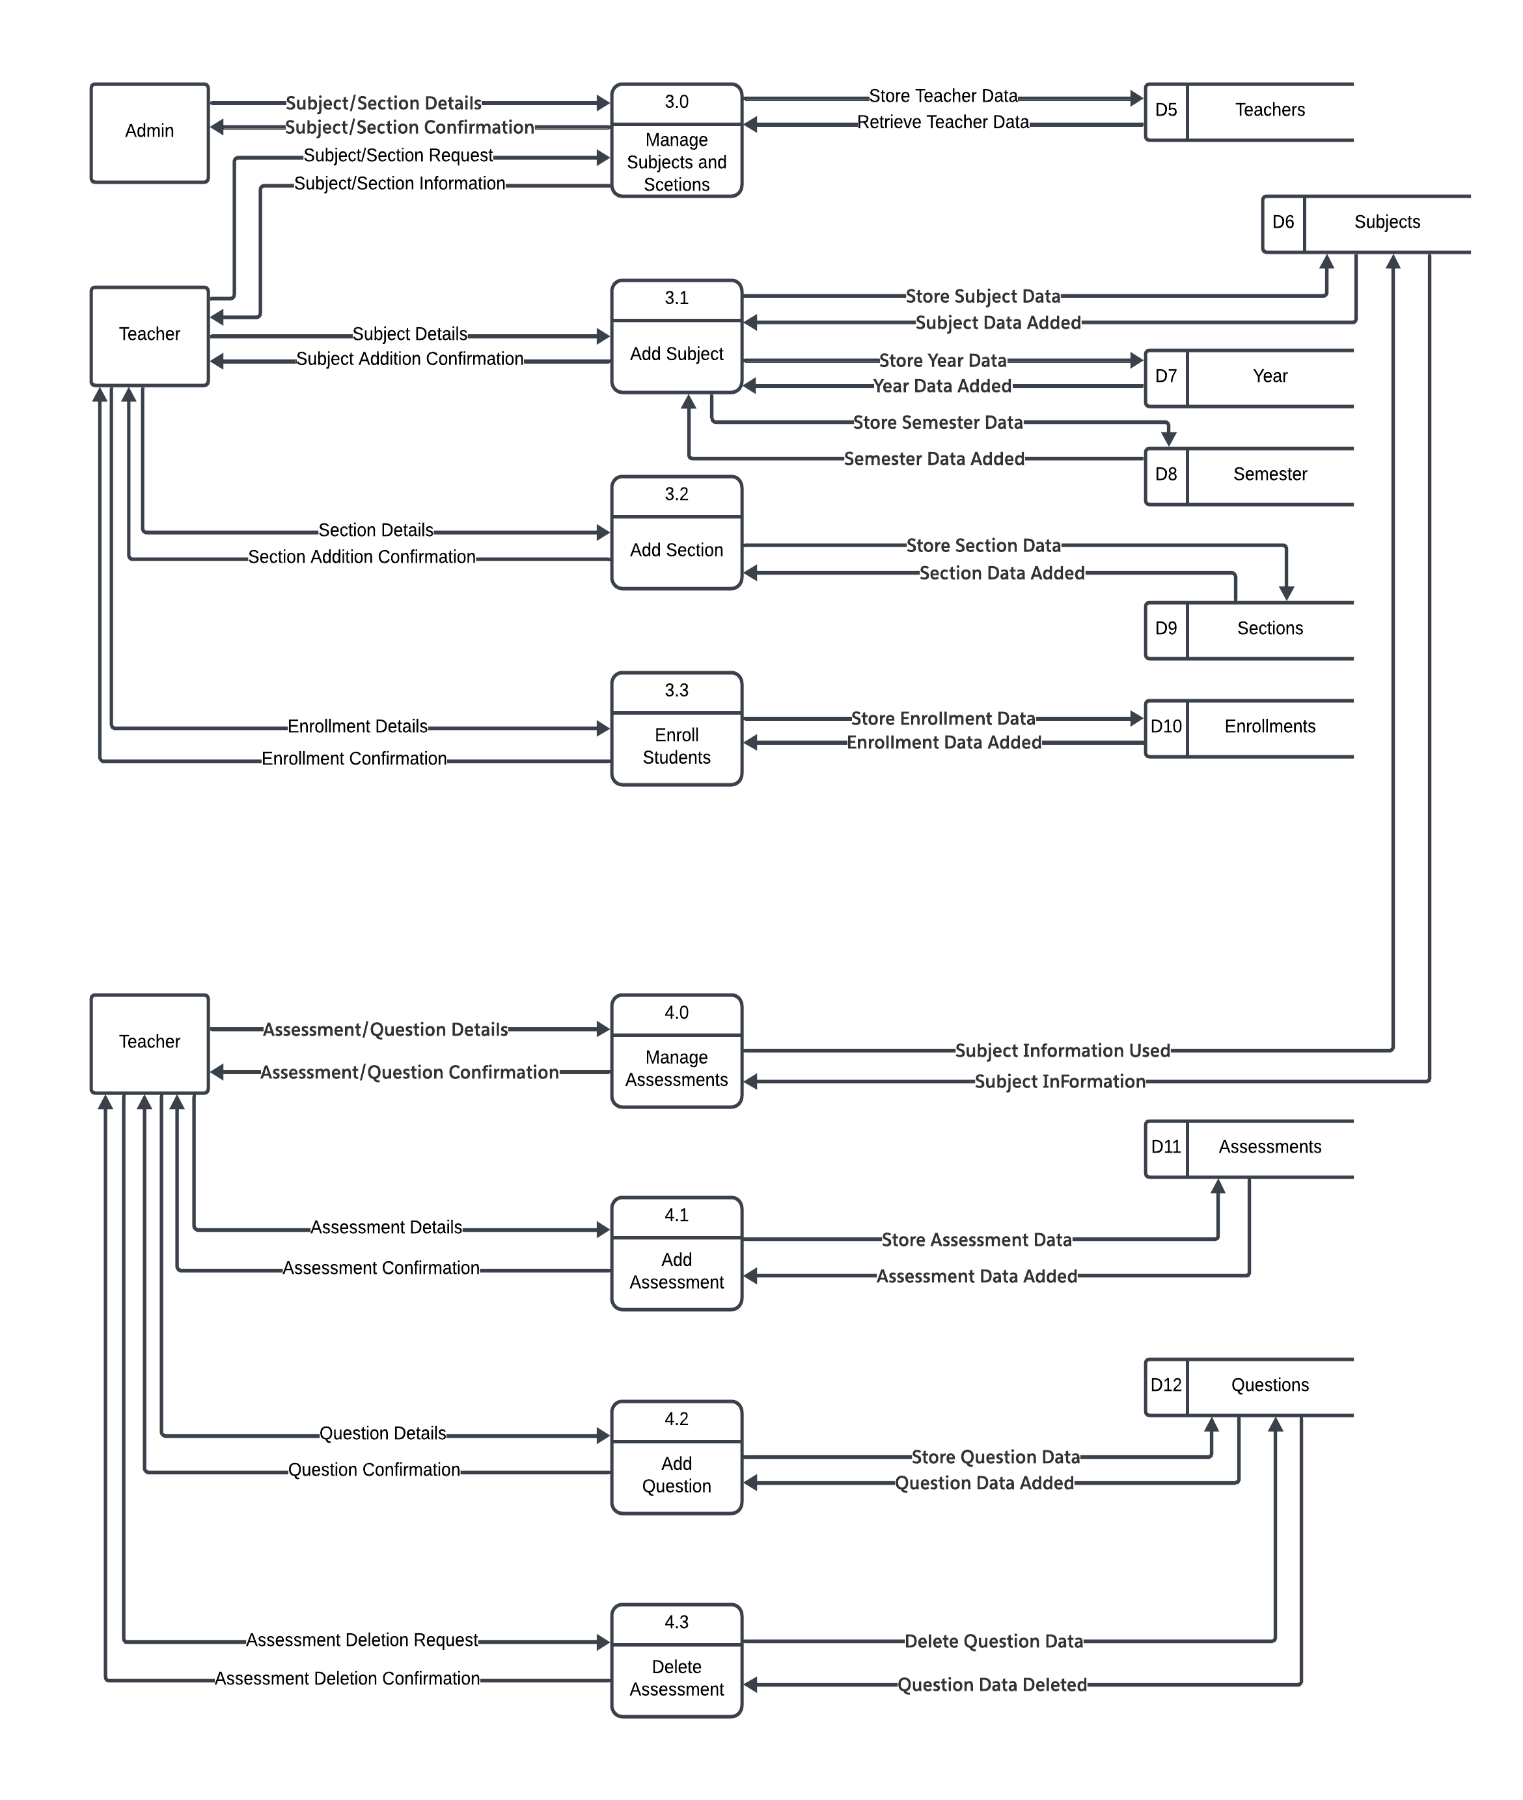 Admin
Subject/Section Details
Subject/Section Confirmation
Subject/Section Request
Subject/Section Information
3.0
Manage
Subjects and
Scetions
Store Teacher Data
Retrieve Teacher Data
D5
Teachers
D6
Subjects
Teacher
Subject Details
Subject Addition Confirmation
3.1
Add Subject
Store Subject Data
Subject Data Added
Store Year Data
Year Data Added
D7
Year
Store Semester Data
Semester Data Added
D8
Semester
Section Details
Section Addition Confirmation
3.2
Add Section
Store Section Data
Section Data Added
D9
Sections
Enrollment Details
Enrollment Confirmation
3.3
Enroll
Students
Store Enrollment Data
Enrollment Data Added
D10
Enrollments
Teacher
Assessment/Question Details
Assessment/Question Confirmation
4.0
Manage
Assessments
Subject Information Used
Subject InFormation
D11
Assessments
Assessment Details
Assessment Confirmation
4.1
Add
Assessment
Store Assessment Data
Assessment Data Added
D12
Questions
Question Details
Question Confirmation
4.2
Add
Question
Store Question Data
Question Data Added
Assessment Deletion Request
Assessment Deletion Confirmation
4.3
Delete
Assessment
Delete Question Data
Question Data Deleted